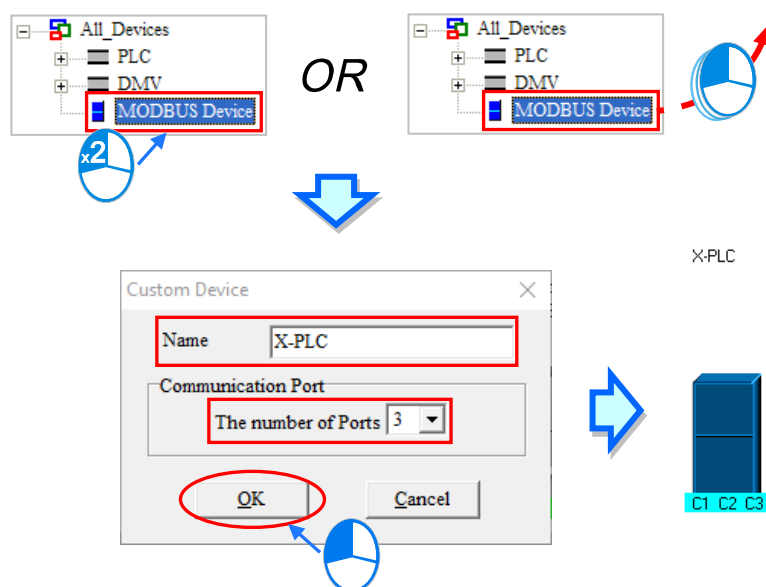 All_Devices
PLC
DMV
MODBUS Device
x2
OR
All_Devices
PLC
DMV
MODBUS Device
X-PLC
Custom Device
Name X-PLC
Communication Port
The number of Ports 3
OK Cancel
C1 C2 C3